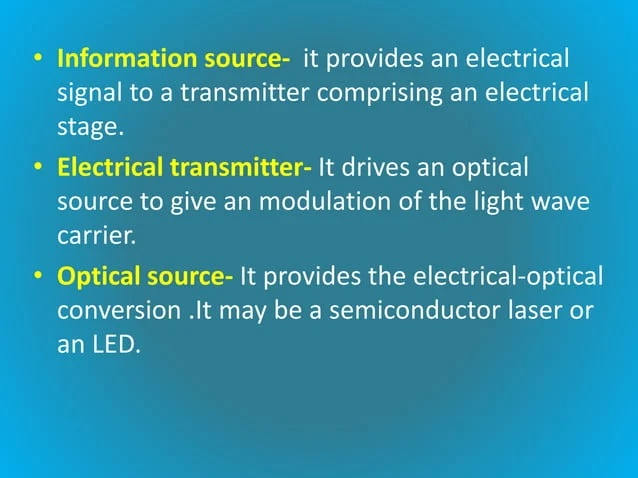 • Information source-  it provides an electrical
signal to a transmitter comprising an electrical
stage.
• Electrical transmitter- It drives an optical
source to give an modulation of the light wave
carrier.
• Optical source- It provides the electrical-optical
conversion .It may be a semiconductor laser or
an LED.